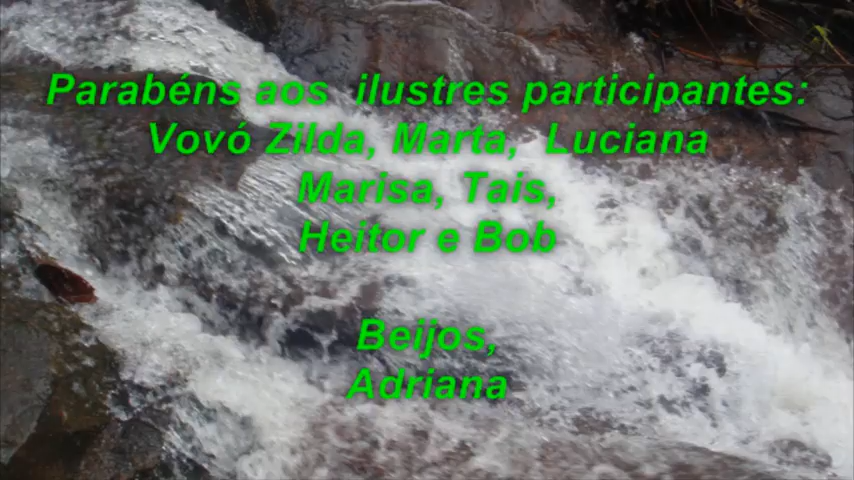 Parabéns aos ilustres participantes:
Vovó Zilda, Marta, Luciana
Marisa, Tais,
Heitor e Bob
Beijos,
Adriana